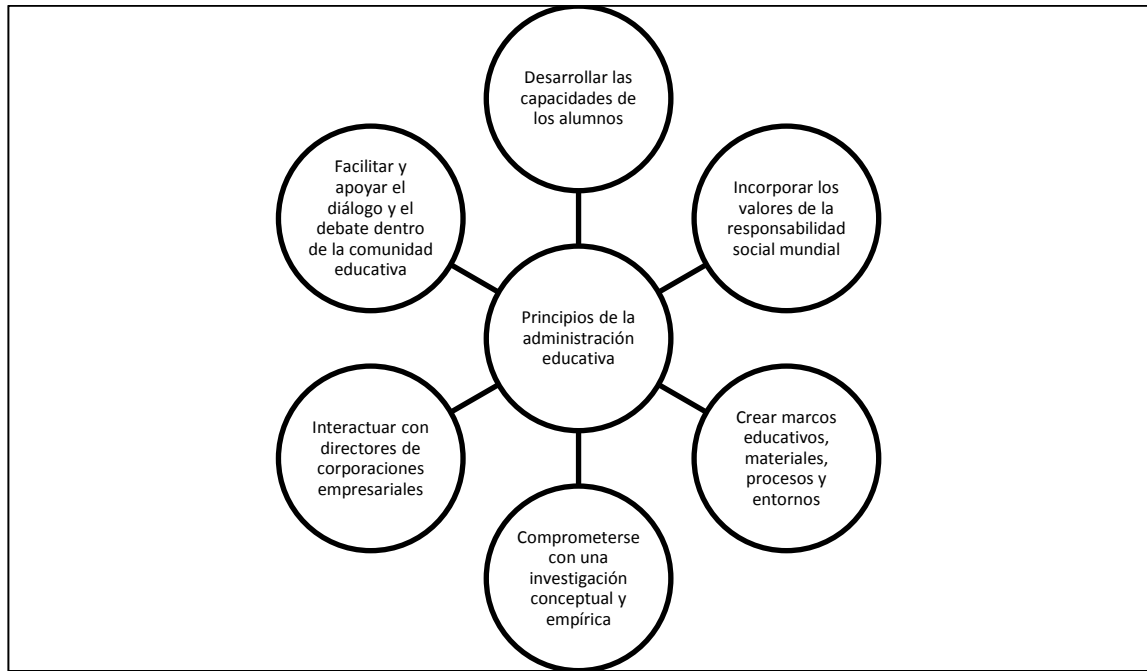 Desarrollar las
capacidades de
los alumnos
Incorporar los
valores de la
responsabilidad
social mundial
Crear marcos
educativos,
materiales,
procesos y
entornos
Comprometerse
con una
investigación
conceptual y
empírica
Interactuar con
directores de
corporaciones
empresariales
Facilitar y
apoyar el
diálogo y el
debate dentro
de la comunidad
educativa
Principios de la
administración
educativa